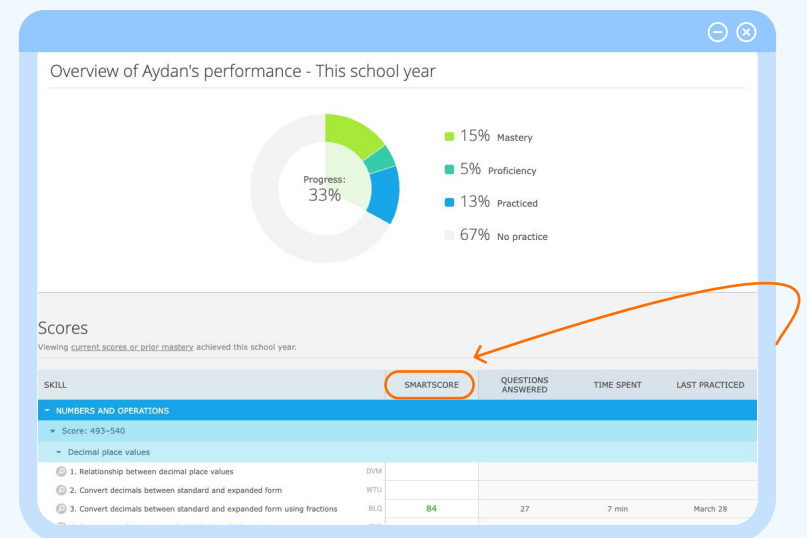 Overview of Aydan's performance - This school year
Progress:
33%
15% Mastery
5% Proficiency
13% Practiced
67% No practice
Scores
Viewing current scores or prior mastery achieved this school year.
SKILL SMARTSCORE QUESTIONS ANSWERED TIME SPENT LAST PRACTICED
NUMBERS AND OPERATIONS
Score: 493–540
Decimal place values
1. Relationship between decimal place values DVM
2. Convert decimals between standard and expanded form WTU
3. Convert decimals between standard and expanded form using fractions BLQ 84 27 7 min March 28